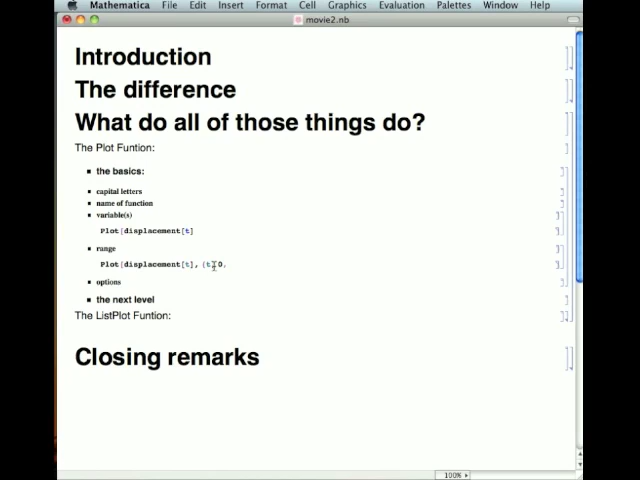 Mathematica File Edit Insert Format Cell Graphics Evaluation Palettes Window Help
movie2.nb
Introduction
The difference
What do all of those things do?
The Plot Funtion:
the basics:
capital letters
name of function
variable(s)
Plot[displacement[t]
range
Plot[displacement[t], {t, 0,
options
the next level
The ListPlot Funtion:
Closing remarks
100%